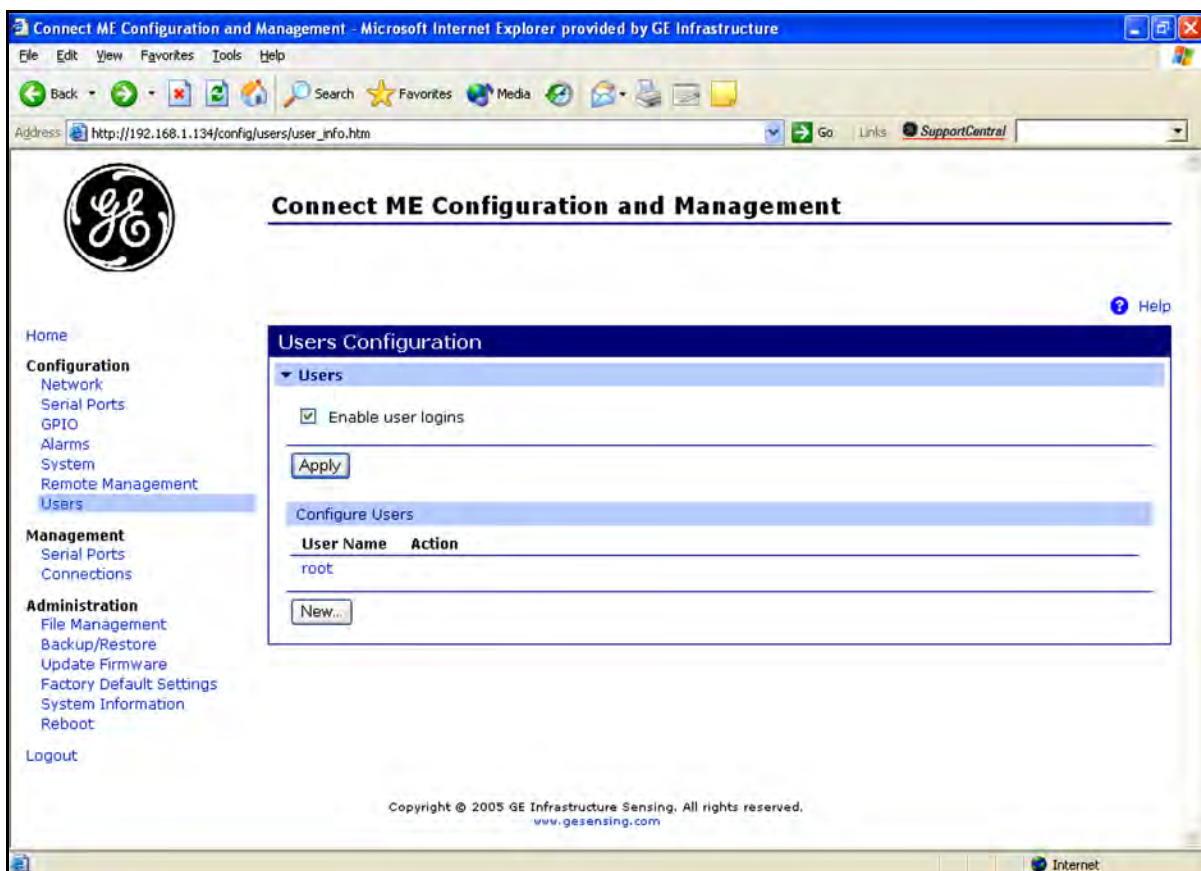 Connect ME Configuration and Management - Microsoft Internet Explorer provided by GE Infrastructure
File Edit View Favorites Tools Help
Back Search Favorites Media
Address http://192.168.1.134/config/users/user_info.htm Go Links SupportCentral
GE
Connect ME Configuration and Management
? Help
Home
Configuration
Network
Serial Ports
GPIO
Alarms
System
Remote Management
Users
Management
Serial Ports
Connections
Administration
File Management
Backup/Restore
Update Firmware
Factory Default Settings
System Information
Reboot
Logout
Users Configuration
Users
Enable user logins
Apply
Configure Users
User Name Action
root
New...
Copyright © 2005 GE Infrastructure Sensing. All rights reserved.
www.gesensing.com
Internet